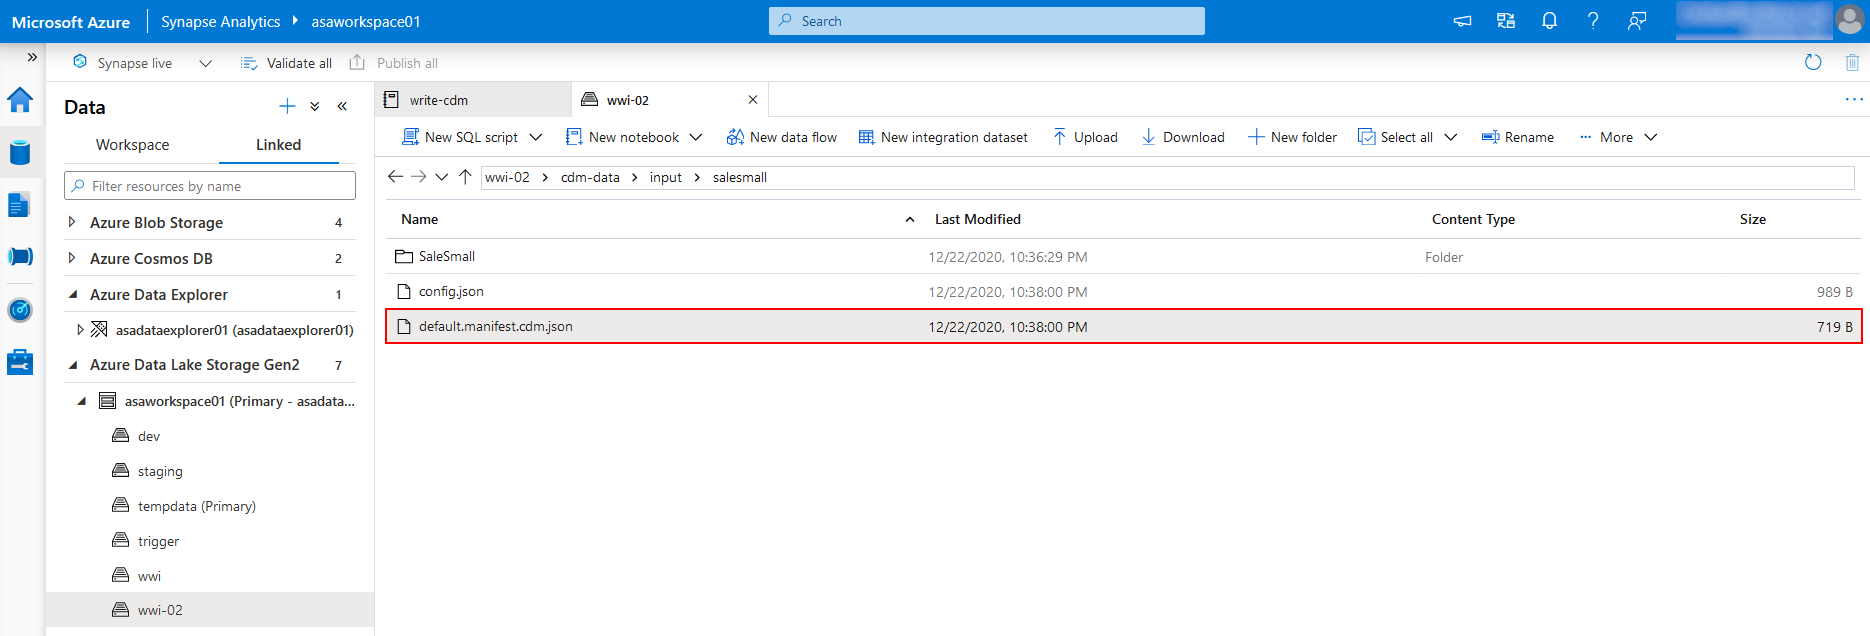 Microsoft Azure Synapse Analytics asaworkspace01 Search
Synapse live Validate all Publish all
Data
Workspace Linked
Filter resources by name
Azure Blob Storage 4
Azure Cosmos DB 2
Azure Data Explorer 1
asadataexplorer01 (asadataexplorer01)
Azure Data Lake Storage Gen2 7
asaworkspace01 (Primary - asadata...
dev
staging
tempdata (Primary)
trigger
wwi
wwi-02
write-cdm wwi-02
New SQL script New notebook New data flow New integration dataset Upload Download New folder Select all Rename More
wwi-02 cdm-data input salesmall
Name Last Modified Content Type Size
SaleSmall 12/22/2020, 10:36:29 PM Folder
config.json 12/22/2020, 10:38:00 PM 989 B
default.manifest.cdm.json 12/22/2020, 10:38:00 PM 719 B